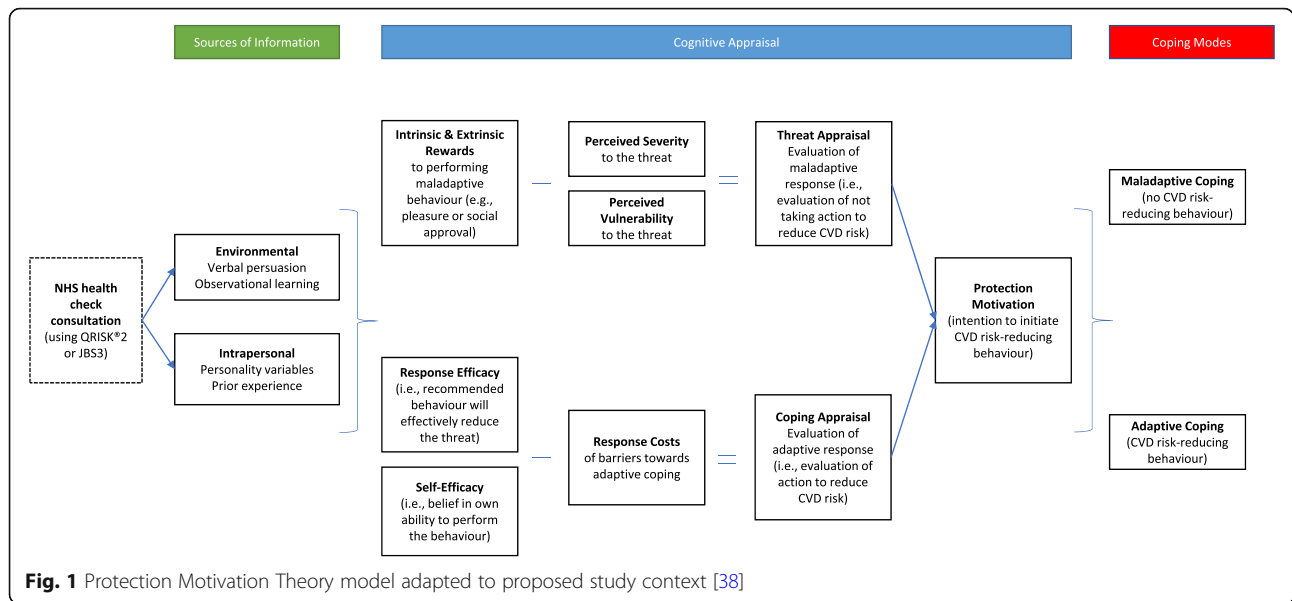 Sources of Information
Cognitive Appraisal
Coping Modes
NHS health
check
consultation
(using QRISK®2
or JBS3)
Environmental
Verbal persuasion
Observational learning
Intrapersonal
Personality variables
Prior experience
Intrinsic & Extrinsic
Rewards
to performing
maladaptive
behaviour (e.g.,
pleasure or social
approval)
—
Perceived Severity
to the threat
Perceived
Vulnerability
to the threat
=
Threat Appraisal
Evaluation of
maladaptive
response (i.e.,
evaluation of not
taking action to
reduce CVD risk)
Response Efficacy
(i.e., recommended
behaviour will
effectively reduce
the threat)
Self-Efficacy
(i.e., belief in own
ability to perform
the behaviour)
—
Response Costs
of barriers towards
adaptive coping
=
Coping Appraisal
Evaluation of
adaptive response
(i.e., evaluation of
action to reduce
CVD risk)
Protection
Motivation
(intention to initiate
CVD risk-reducing
behaviour)
Maladaptive Coping
(no CVD risk-
reducing behaviour)
Adaptive Coping
(CVD risk-reducing
behaviour)
Fig. 1 Protection Motivation Theory model adapted to proposed study context [38]